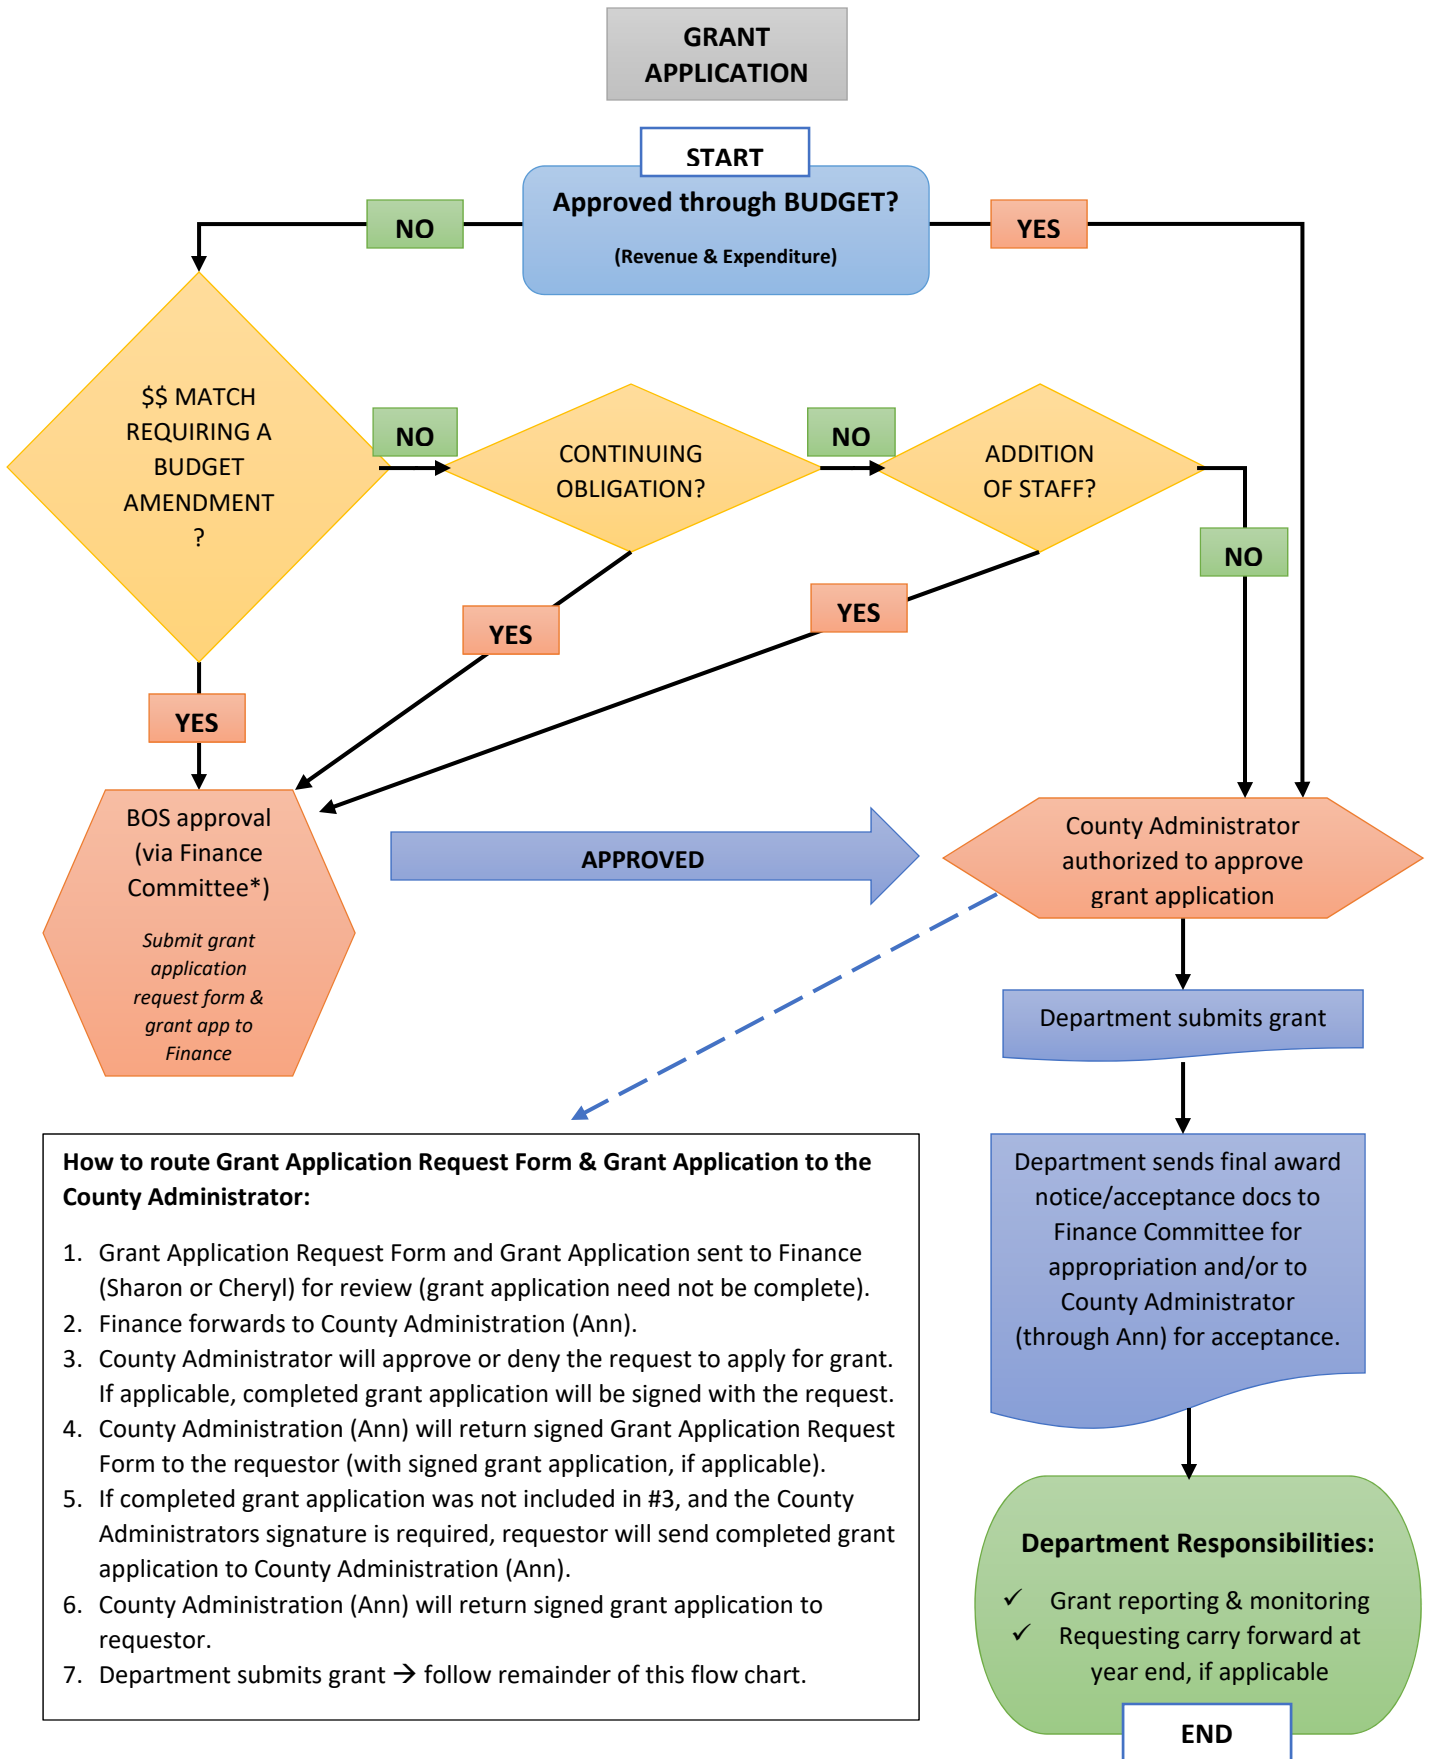 GRANT
APPLICATION
START
Approved through BUDGET?
(Revenue & Expenditure)
NO
YES
$$ MATCH
REQUIRING A
BUDGET
AMENDMENT
?
NO
CONTINUING
OBLIGATION?
NO
ADDITION
OF STAFF?
NO
YES
YES
YES
BOS approval
(via Finance
Committee*)
Submit grant
application
request form &
grant app to
Finance
APPROVED
County Administrator
authorized to approve
grant application
Department submits grant
Department sends final award
notice/acceptance docs to
Finance Committee for
appropriation and/or to
County Administrator
(through Ann) for acceptance.
How to route Grant Application Request Form & Grant Application to the
County Administrator:
1. Grant Application Request Form and Grant Application sent to Finance
(Sharon or Cheryl) for review (grant application need not be complete).
2. Finance forwards to County Administration (Ann).
3. County Administrator will approve or deny the request to apply for grant.
If applicable, completed grant application will be signed with the request.
4. County Administration (Ann) will return signed Grant Application Request
Form to the requestor (with signed grant application, if applicable).
5. If completed grant application was not included in #3, and the County
Administrators signature is required, requestor will send completed grant
application to County Administration (Ann).
6. County Administration (Ann) will return signed grant application to
requestor.
7. Department submits grant → follow remainder of this flow chart.
Department Responsibilities:
✓ Grant reporting & monitoring
✓ Requesting carry forward at
year end, if applicable
END